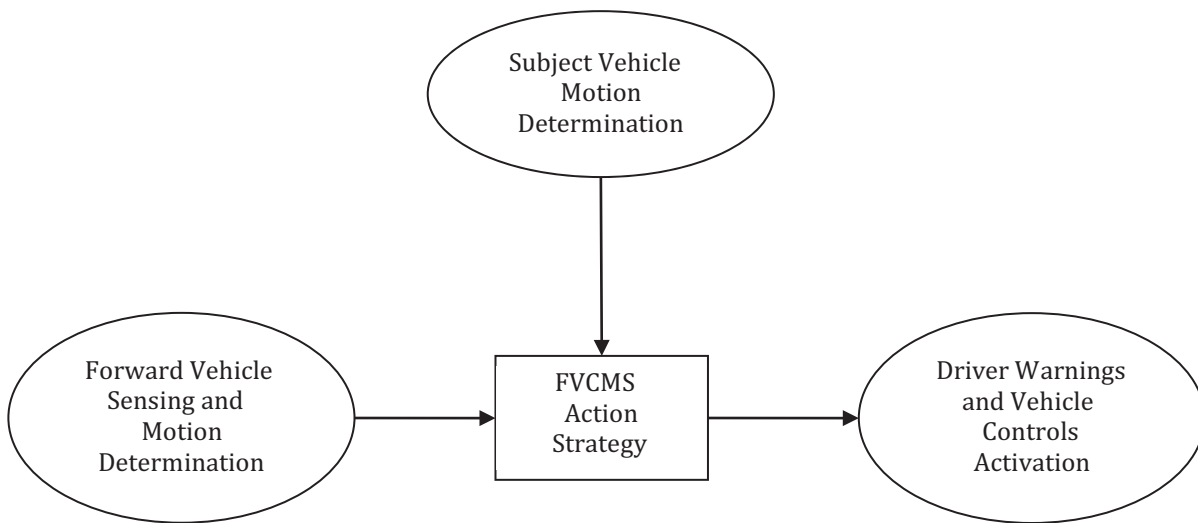 Subject Vehicle
Motion
Determination
Forward Vehicle
Sensing and
Motion
Determination
FVCMS
Action
Strategy
Driver Warnings
and Vehicle
Controls
Activation